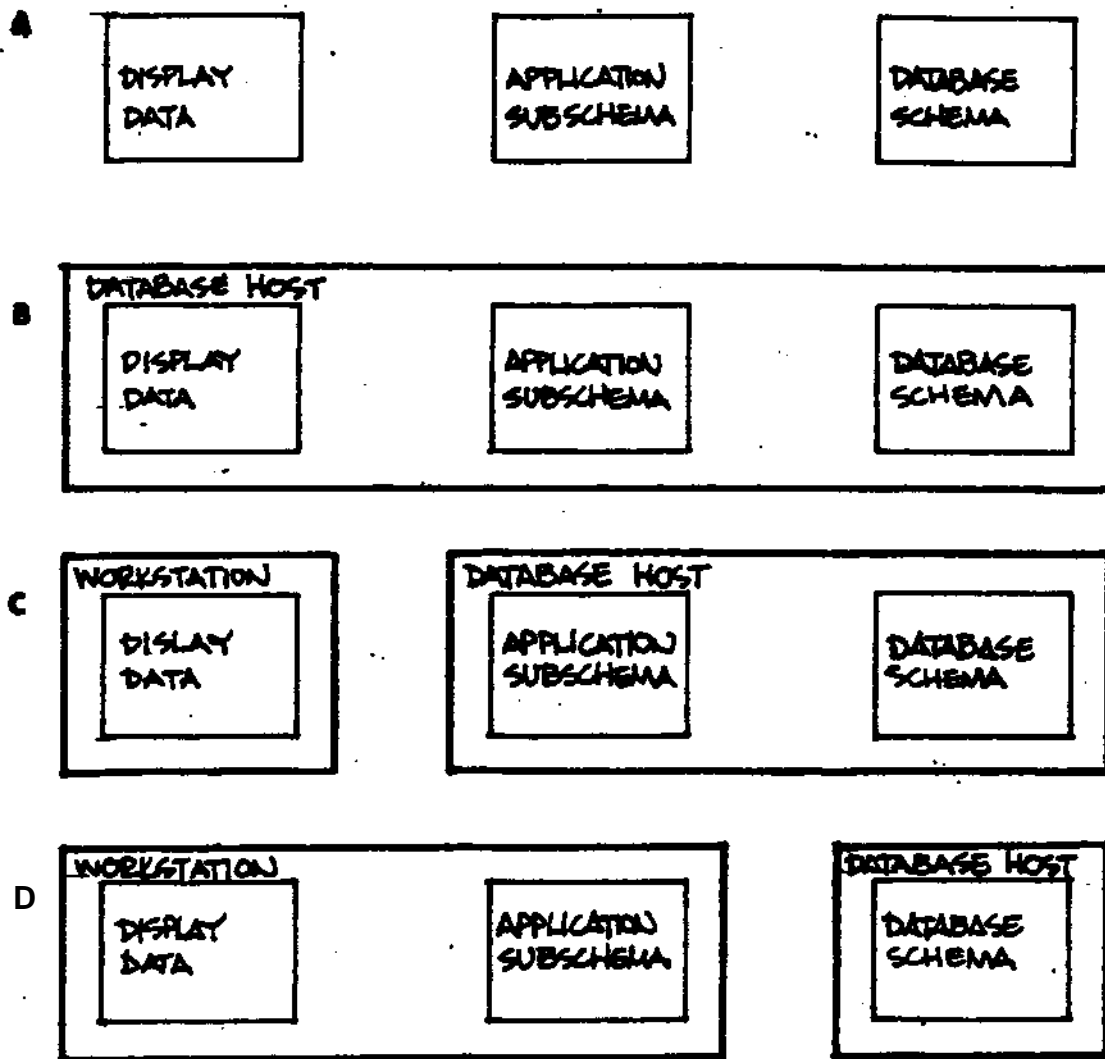 A
DISPLAY
DATA
APPLICATION
SUBSCHEMA
DATABASE
SCHEMA
DATABASE HOST
B
DISPLAY
DATA
APPLICATION
SUBSCHEMA
DATABASE
SCHEMA
WORKSTATION
DATABASE HOST
C
DISLAY
DATA
APPLICATION
SUBSCHEMA
DATABASE
SCHEMA
WORKSTATION
DATABASE HOST
D
DISPLAY
DATA
APPLICATION
SUBSCHEMA
DATABASE
SCHEMA